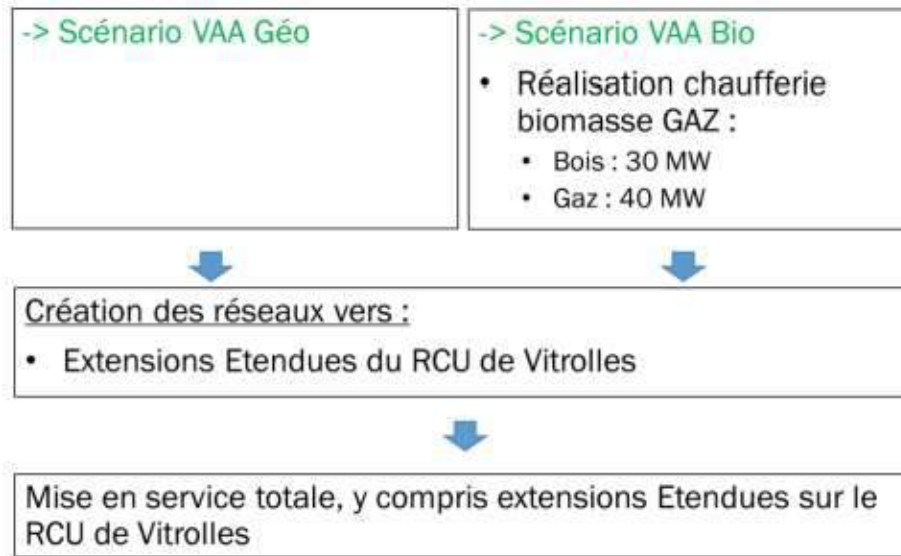 -> Scénario VAA Géo
-> Scénario VAA Bio
• Réalisation chaufferie
biomasse GAZ :
• Bois : 30 MW
• Gaz : 40 MW
Création des réseaux vers :
• Extensions Etendues du RCU de Vitrolles
Mise en service totale, y compris extensions Etendues sur le
RCU de Vitrolles